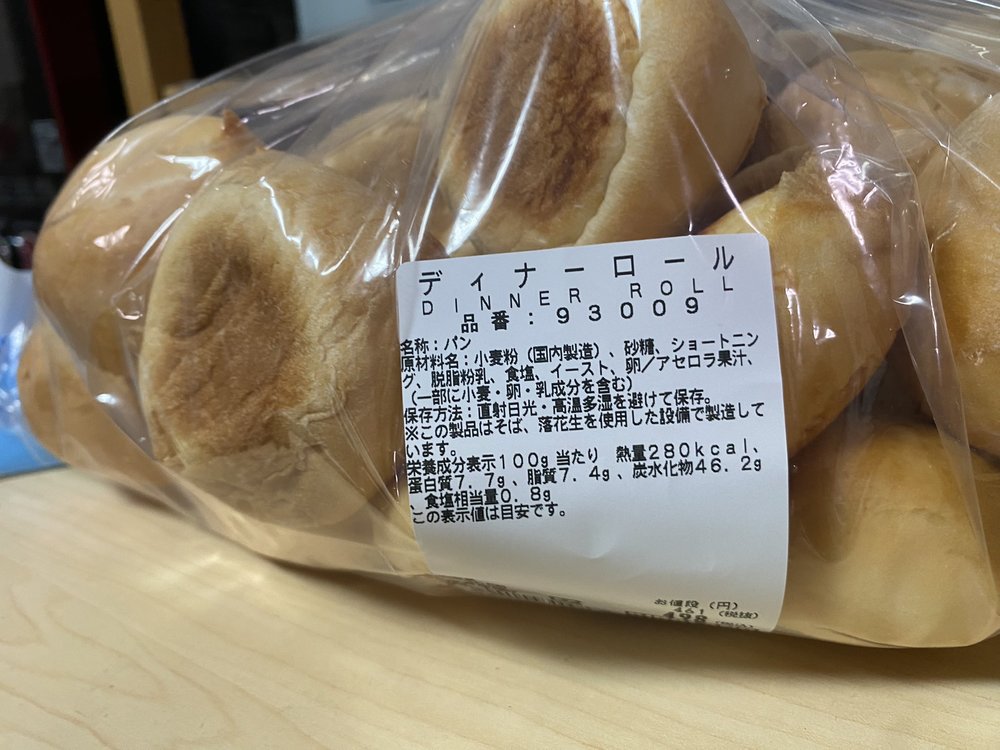 ディナーロール
DINNER ROLL
品番:93009
名称:パン
原材料名:小麦粉(国内製造)、砂糖、ショートニン
グ、脱脂粉乳、食塩、イースト、卵/アセロラ果汁、
(一部に小麦・卵・乳成分を含む)
保存方法:直射日光・高温多湿を避けて保存。
※この製品はそば、落花生を使用した設備で製造して
います。
栄養成分表示100g当たり 熱量280kcal、
蛋白質7.7g、脂質7.4g、炭水化物46.2g
、食塩相当量0.8g
この表示値は目安です。
お値段(円)
461(税抜)
498